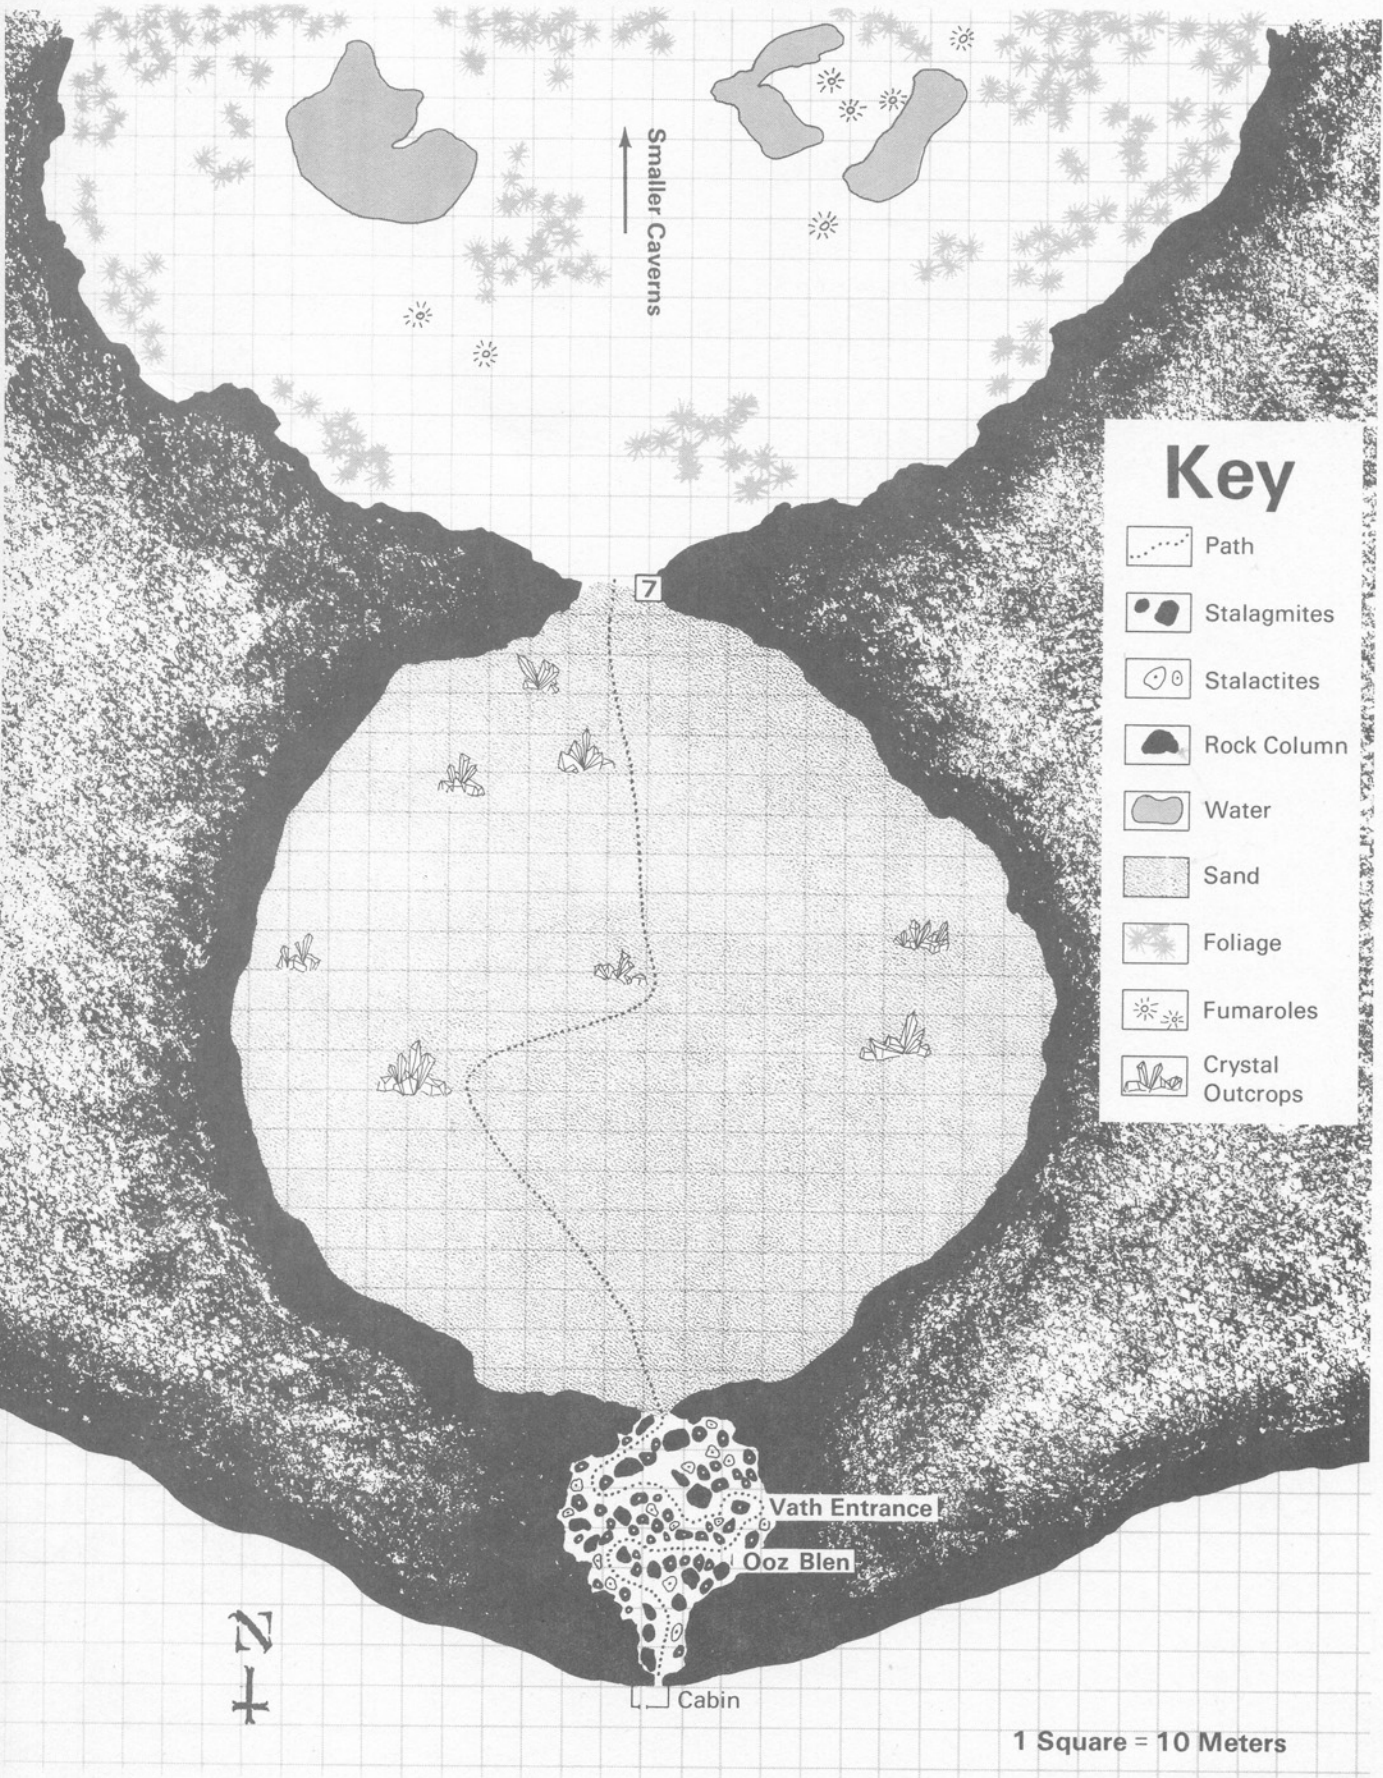 Smaller Caverns
7
Key
Path
Stalagmites
Stalactites
Rock Column
Water
Sand
Foliage
Fumaroles
Crystal
Outcrops
Vath Entrance
Ooz Blen
N
Cabin
1 Square = 10 Meters